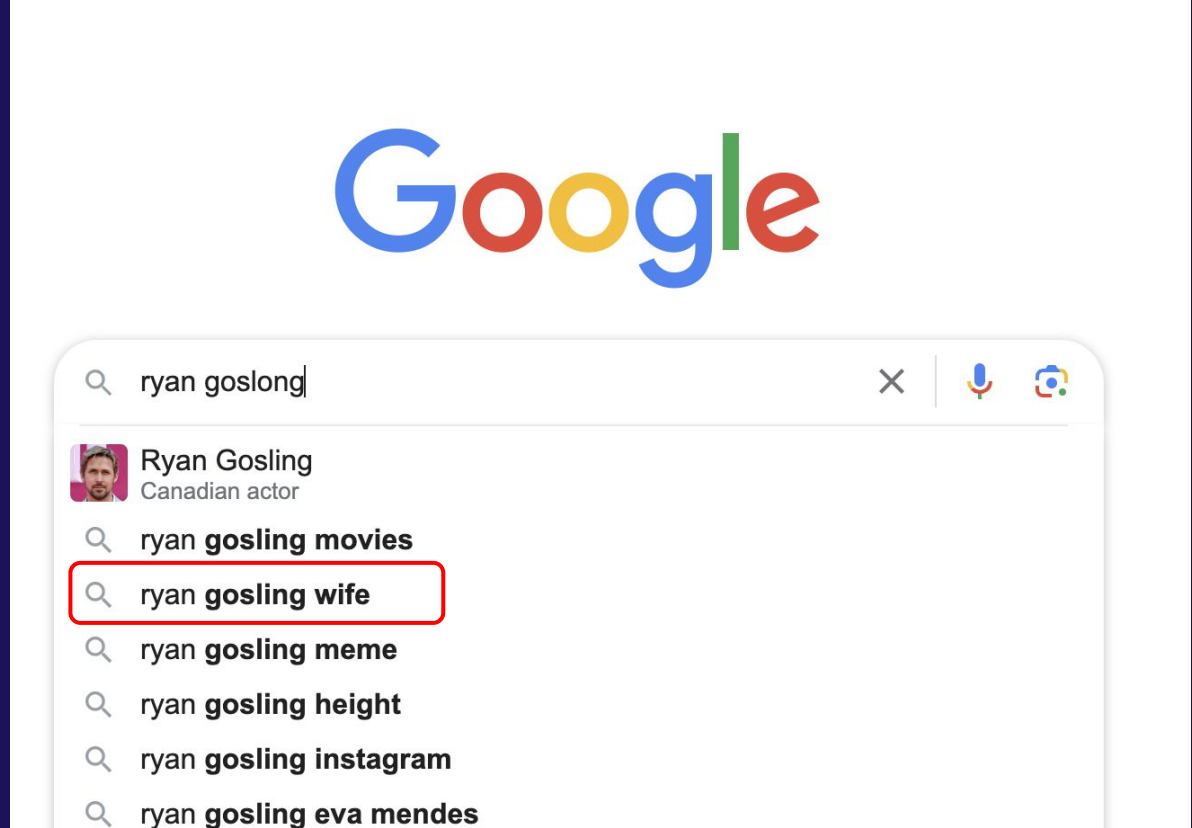 Google
ryan goslong
Ryan Gosling
Canadian actor
ryan gosling movies
ryan gosling wife
ryan gosling meme
ryan gosling height
ryan gosling instagram
ryan gosling eva mendes